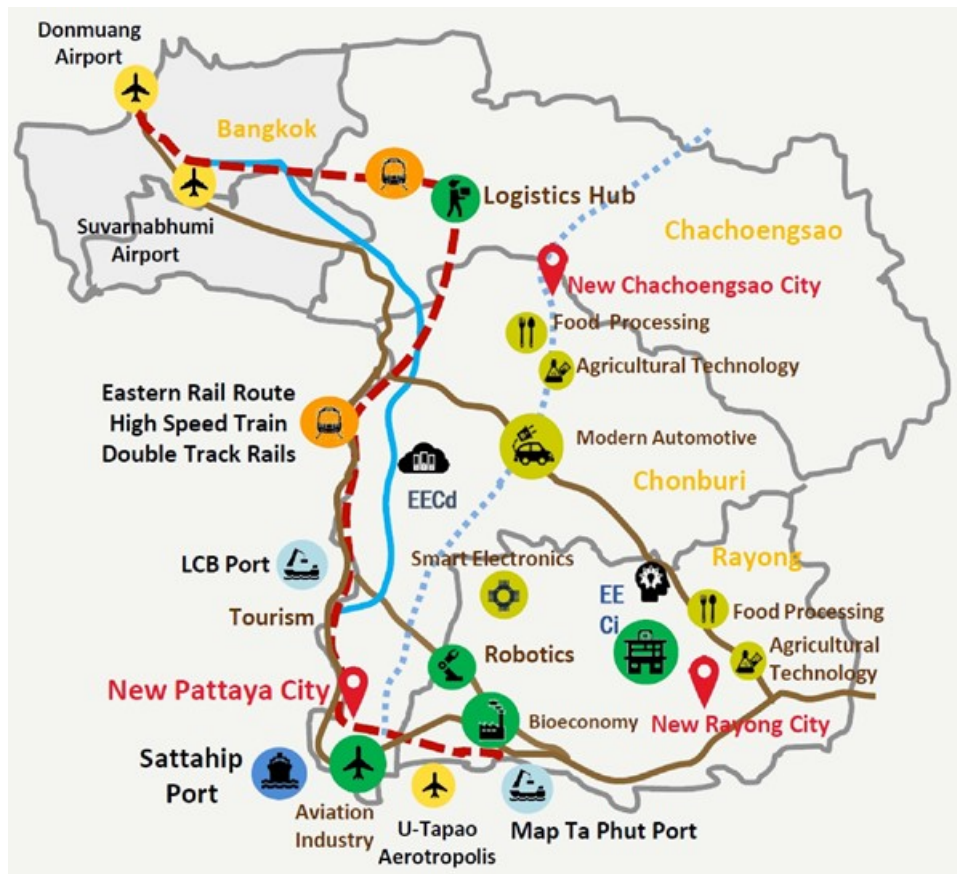 Donmuang
Airport
Bangkok
Suvarnabhumi
Airport
Logistics Hub
Chachoengsao
New Chachoengsao City
Food Processing
Agricultural Technology
Eastern Rail Route
High Speed Train
Double Track Rails
Modern Automotive
EECd
Chonburi
LCB Port
Smart Electronics
Rayong
EE
Ci
Tourism
Food Processing
Robotics
Agricultural
Technology
New Pattaya City
Bioeconomy
New Rayong City
Sattahip
Port
Aviation
Industry
U-Tapao
Aerotropolis
Map Ta Phut Port